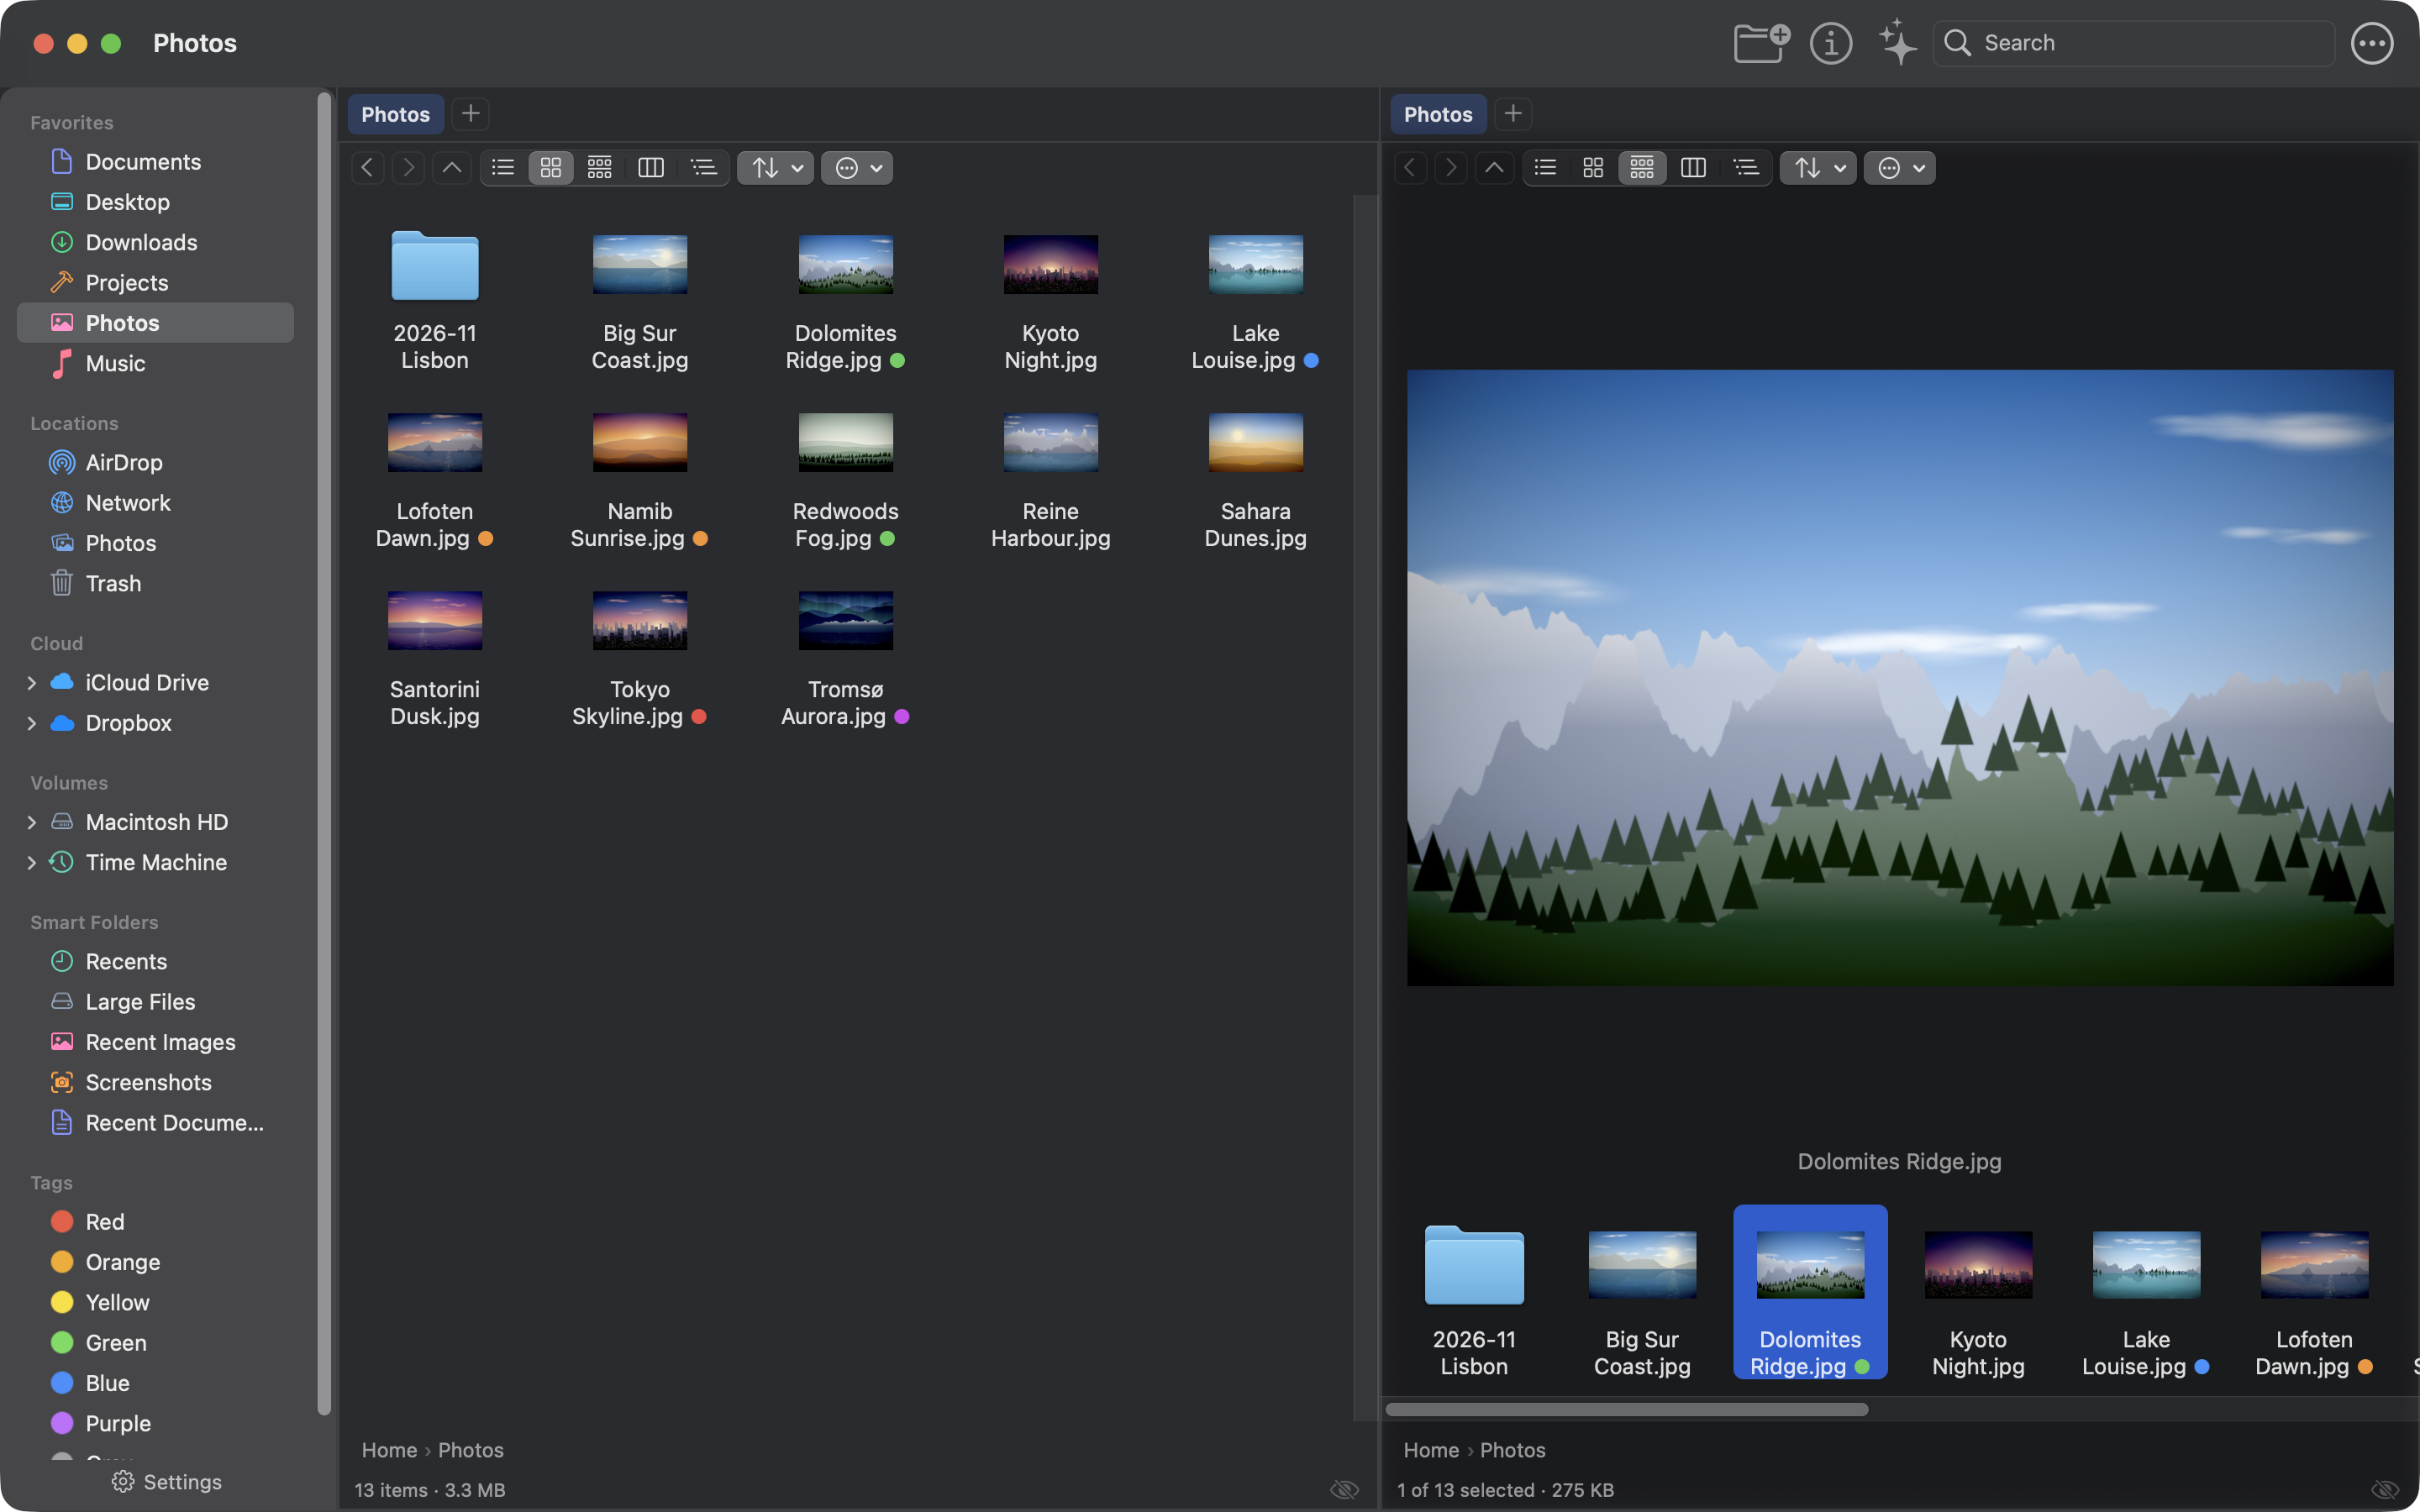 Photos
Search
Favorites
Documents
Desktop
Downloads
Projects
Photos
Music
Locations
AirDrop
Network
Photos
Trash
Cloud
iCloud Drive
Dropbox
Volumes
Macintosh HD
Time Machine
Smart Folders
Recents
Large Files
Recent Images
Screenshots
Recent Docume...
Tags
Red
Orange
Yellow
Green
Blue
Purple
Settings
Photos
2026-11
Lisbon
Big Sur
Coast.jpg
Dolomites
Ridge.jpg
Kyoto
Night.jpg
Lake
Louise.jpg
Lofoten
Dawn.jpg
Namib
Sunrise.jpg
Redwoods
Fog.jpg
Reine
Harbour.jpg
Sahara
Dunes.jpg
Santorini
Dusk.jpg
Tokyo
Skyline.jpg
Tromsø
Aurora.jpg
Home › Photos
13 items · 3.3 MB
Photos
Dolomites Ridge.jpg
2026-11
Lisbon
Big Sur
Coast.jpg
Dolomites
Ridge.jpg
Kyoto
Night.jpg
Lake
Louise.jpg
Lofoten
Dawn.jpg
Home › Photos
1 of 13 selected · 275 KB